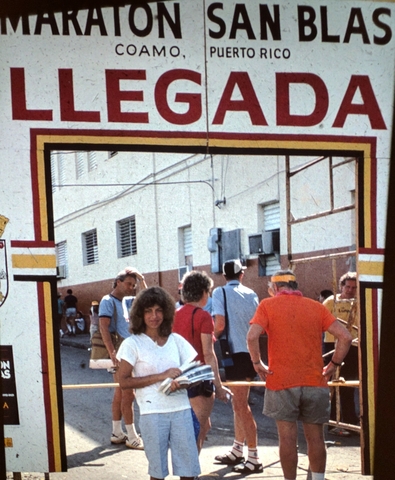 MARATON SAN BLAS
COAMO, PUERTO RICO
LLEGADA